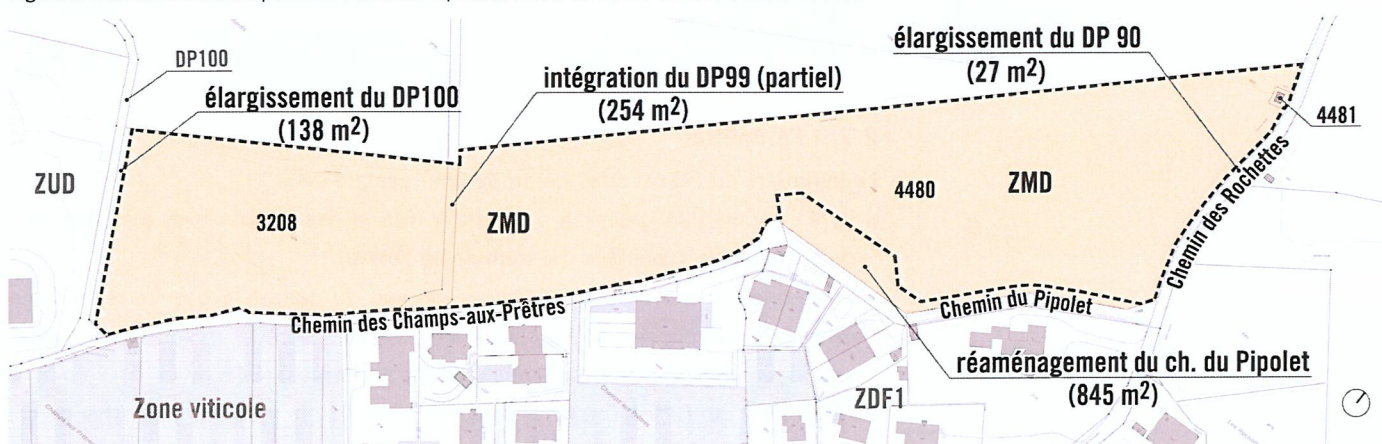 DP100
élargissement du DP100
(138 m²)
intégration du DP99 (partiel)
(254 m²)
élargissement du DP 90
(27 m²)
4481
ZUD
3208
ZMD
4480
ZMD
Chemin des Rochettes
Chemin des Champs-aux-Prêtres
Chemin du Pipolet
réaménagement du ch. du Pipolet
(845 m²)
Zone viticole
ZDF1